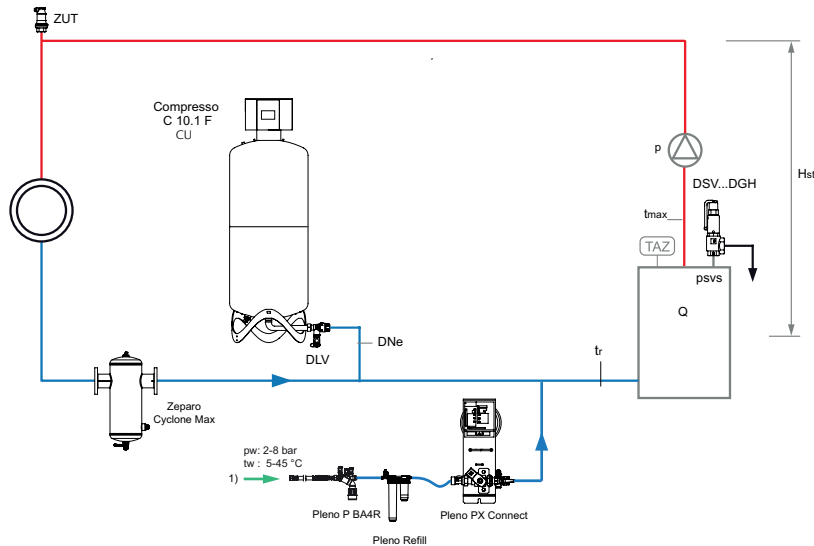 ZUT
Compresso
C 10.1 F
CU
p
Hst
DSV...DGH
tmax
TAZ
psvs
Q
DNe
DLV
tr
Zeparo
Cyclone Max
pw: 2-8 bar
tw : 5-45 °C
1)
Pleno P BA4R
Pleno PX Connect
Pleno Refill